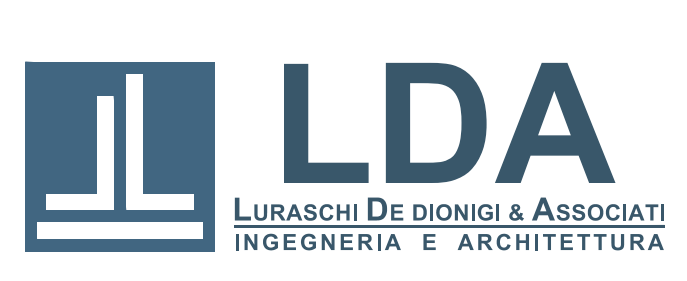 LDA
LURASCHI DE DIONIGI & ASSOCIATI
INGEGNERIA E ARCHITETTURA